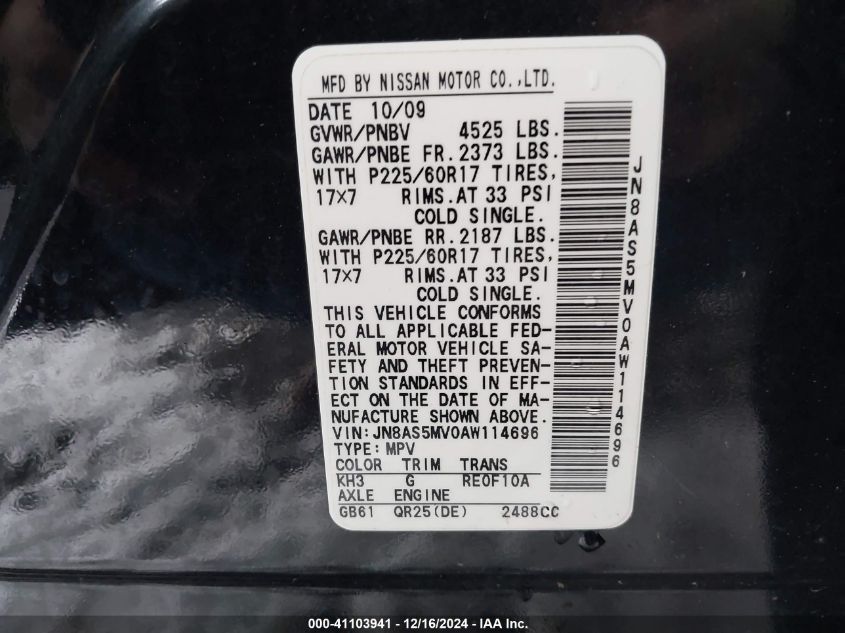 MFD BY NISSAN MOTOR CO.,LTD.
DATE 10/09
GVWR/PNBV 4525 LBS.
GAWR/PNBE FR. 2373 LBS.
WITH P225/60R17 TIRES,
17×7 RIMS.AT 33 PSI
COLD SINGLE.
GAWR/PNBE RR. 2187 LBS.
WITH P225/60R17 TIRES,
17×7 RIMS.AT 33 PSI
COLD SINGLE.
THIS VEHICLE CONFORMS
TO ALL APPLICABLE FED-
ERAL MOTOR VEHICLE SA-
FETY AND THEFT PREVEN-
TION STANDARDS IN EFF-
ECT ON THE DATE OF MA-
NUFACTURE SHOWN ABOVE.
VIN: JN8AS5MV0AW114696
TYPE: MPV
COLOR TRIM TRANS
KH3 G RE0F10A
AXLE ENGINE
GB61 QR25(DE) 2488CC
JN8AS5MV0AW114696
000-41103941 - 12/16/2024 - IAA Inc.